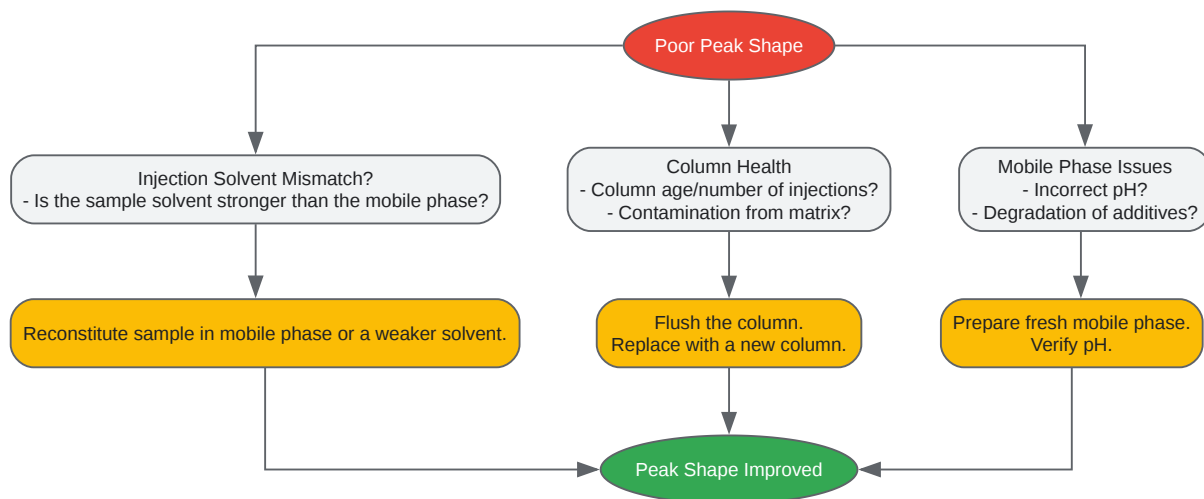 Poor Peak Shape
Injection Solvent Mismatch?
- Is the sample solvent stronger than the mobile phase?
Column Health
- Column age/number of injections?
- Contamination from matrix?
Mobile Phase Issues
- Incorrect pH?
- Degradation of additives?
Reconstitute sample in mobile phase or a weaker solvent.
Flush the column.
Replace with a new column.
Prepare fresh mobile phase.
Verify pH.
Peak Shape Improved